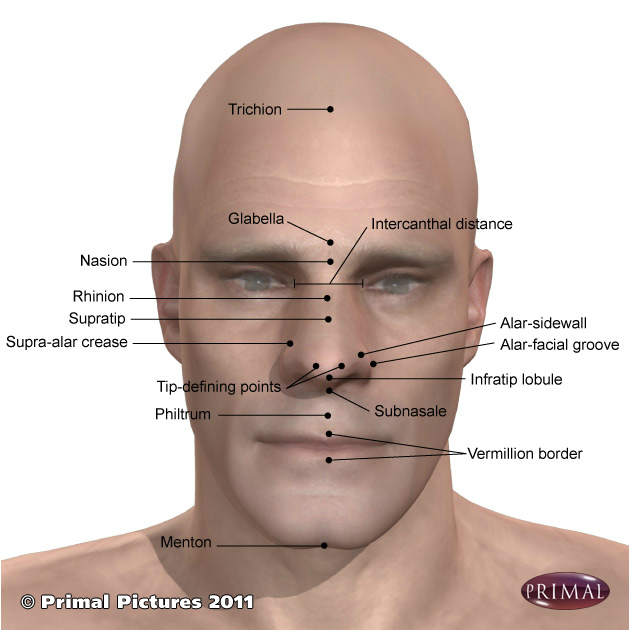 Trichion
Glabella
Intercanthal distance
Nasion
Rhinion
Supratip
Alar-sidewall
Supra-alar crease
Alar-facial groove
Infratip lobule
Tip-defining points
Subnasale
Philtrum
Vermillion border
Menton
PRIMAL
© Primal Pictures 2011